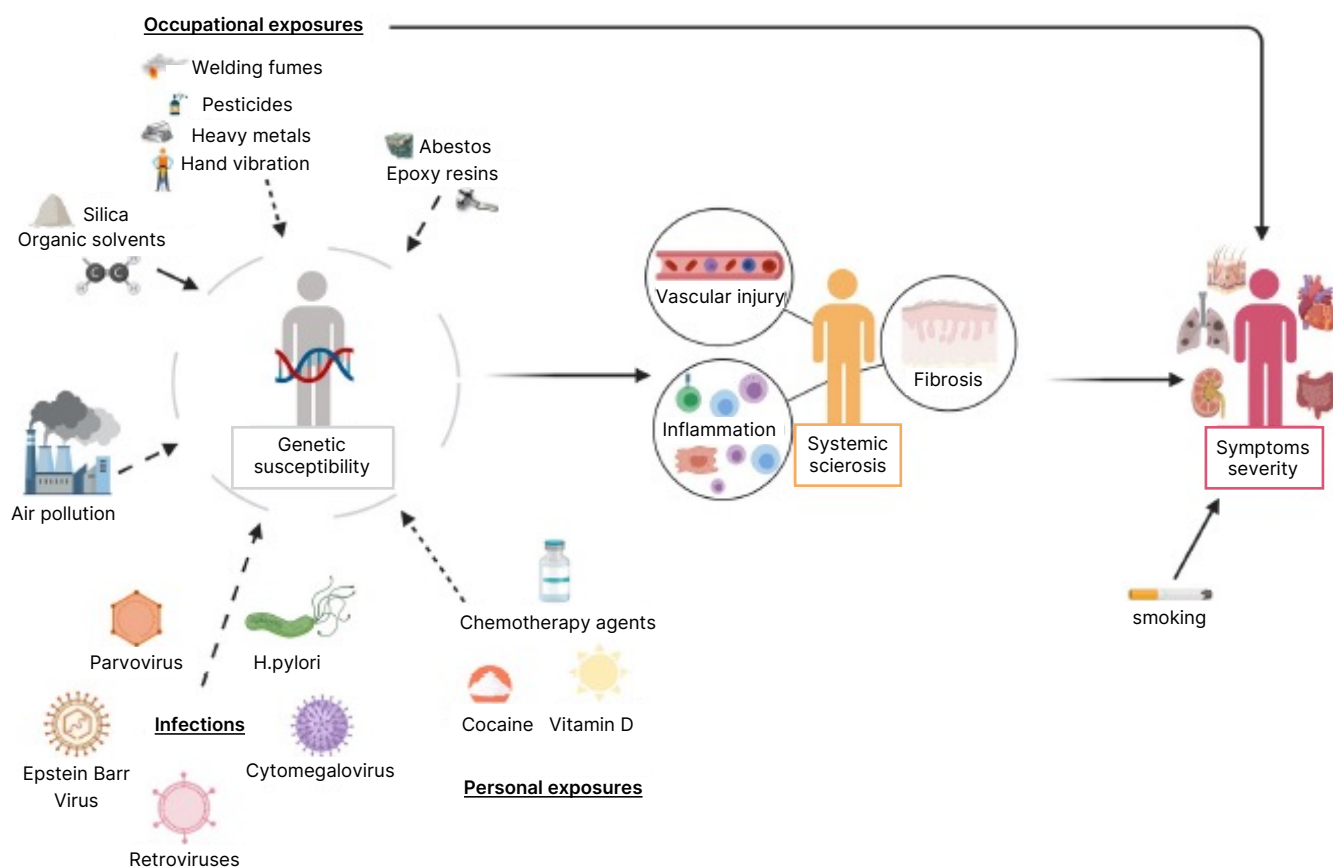 Occupational exposures
Welding fumes
Pesticides
Heavy metals
Hand vibration
Abestos
Epoxy resins
Silica
Organic solvents
C C
H H
Vascular injury
Fibrosis
Inflammation
Genetic
susceptibility
Systemic
scierosis
Symptoms
severity
Air pollution
Chemotherapy agents
smoking
Parvovirus
H.pylori
Cocaine
Vitamin D
Infections
Epstein Barr
Virus
Cytomegalovirus
Personal exposures
Retroviruses